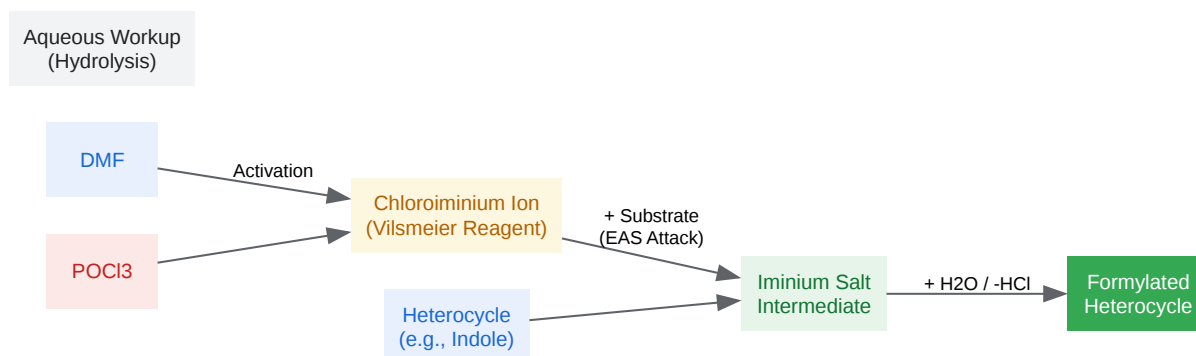 Aqueous Workup
(Hydrolysis)
DMF
Activation
POCl3
Chloroiminium Ion
(Vilsmeier Reagent)
+ Substrate
(EAS Attack)
Heterocycle
(e.g., Indole)
Iminium Salt
Intermediate
+ H2O / -HCl
Formylated
Heterocycle